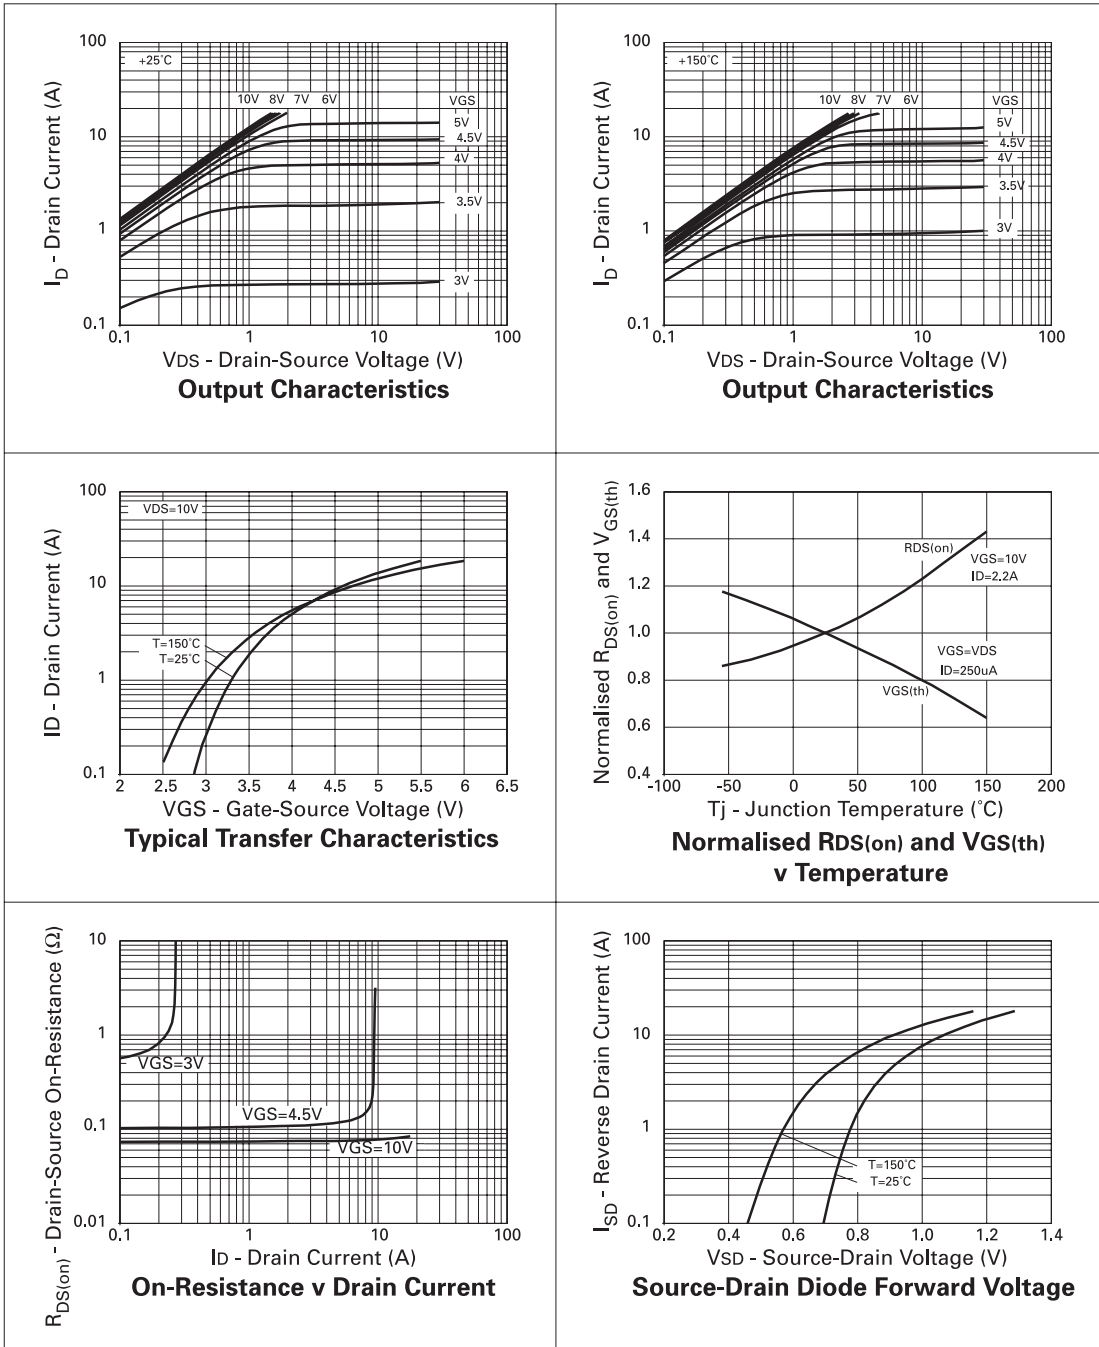 100
10
1
0.1
I_D - Drain Current (A)
+25°C
10V 8V 7V 6V
VGS
5V
4.5V
4V
3.5V
3V
0.1 1 10 100
VDS - Drain-Source Voltage (V)
Output Characteristics
100
10
1
0.1
I_D - Drain Current (A)
+150°C
10V 8V 7V 6V
VGS
5V
4.5V
4V
3.5V
3V
0.1 1 10 100
VDS - Drain-Source Voltage (V)
Output Characteristics
100
10
1
0.1
ID - Drain Current (A)
VDS=10V
T=150°C
T=25°C
2 2.5 3 3.5 4 4.5 5 5.5 6 6.5
VGS - Gate-Source Voltage (V)
Typical Transfer Characteristics
1.6
1.4
1.2
1.0
0.8
0.6
0.4
Normalised R_DS(on) and V_GS(th)
RDS(on)
VGS=10V
ID=2.2A
VGS=VDS
ID=250uA
VGS(th)
-100 -50 0 50 100 150 200
Tj - Junction Temperature (°C)
Normalised RDS(on) and VGS(th)
v Temperature
10
1
0.1
0.01
R_DS(on) - Drain-Source On-Resistance (Ω)
VGS=3V
VGS=4.5V
VGS=10V
0.1 1 10 100
ID - Drain Current (A)
On-Resistance v Drain Current
100
10
1
0.1
I_SD - Reverse Drain Current (A)
T=150°C
T=25°C
0.2 0.4 0.6 0.8 1.0 1.2 1.4
VSD - Source-Drain Voltage (V)
Source-Drain Diode Forward Voltage